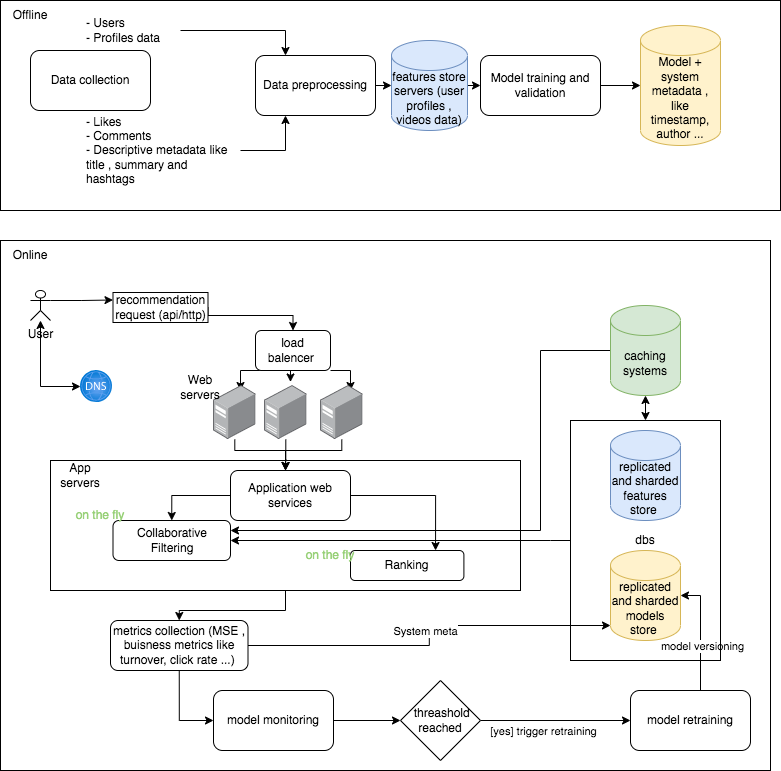 Offline
- Users
- Profiles data
Data collection
- Likes
- Comments
- Descriptive metadata like
title , summary and
hashtags
Data preprocessing
features store
servers (user
profiles ,
videos data)
Model training and
validation
Model +
system
metadata ,
like
timestamp,
author ...
Online
User
DNS
recommendation
request (api/http)
load
balencer
Web
servers
App
servers
Application web
services
on the fly
Collaborative
Filtering
on the fly
Ranking
caching
systems
replicated
and sharded
features
store
dbs
replicated
and sharded
models
store
metrics collection (MSE ,
buisness metrics like
turnover, click rate ...)
System meta
model versioning
model monitoring
threashold
reached
[yes] trigger retraining
model retraining